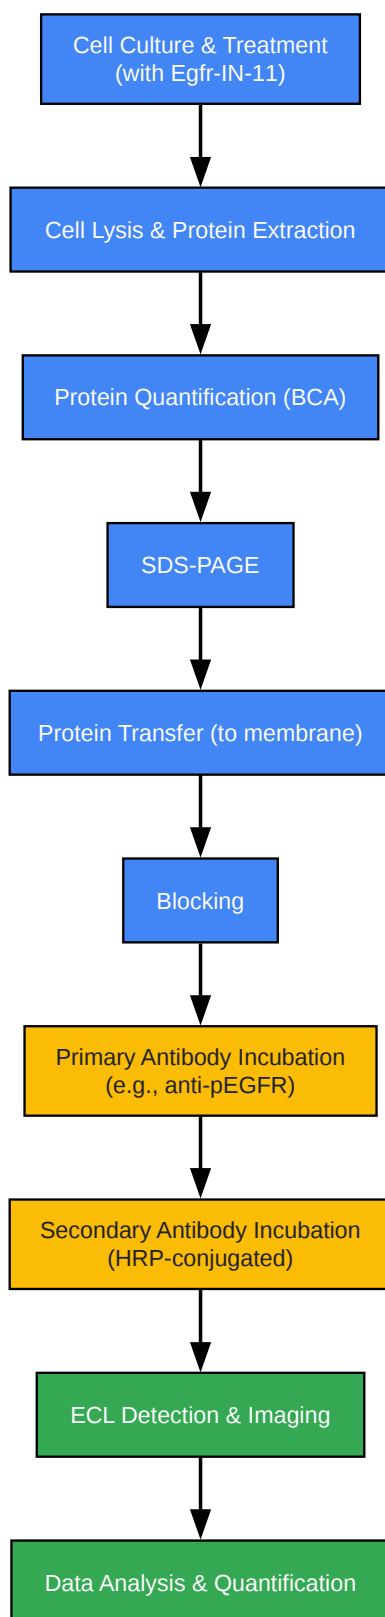 Cell Culture & Treatment
(with Egfr-IN-11)
Cell Lysis & Protein Extraction
Protein Quantification (BCA)
SDS-PAGE
Protein Transfer (to membrane)
Blocking
Primary Antibody Incubation
(e.g., anti-pEGFR)
Secondary Antibody Incubation
(HRP-conjugated)
ECL Detection & Imaging
Data Analysis & Quantification